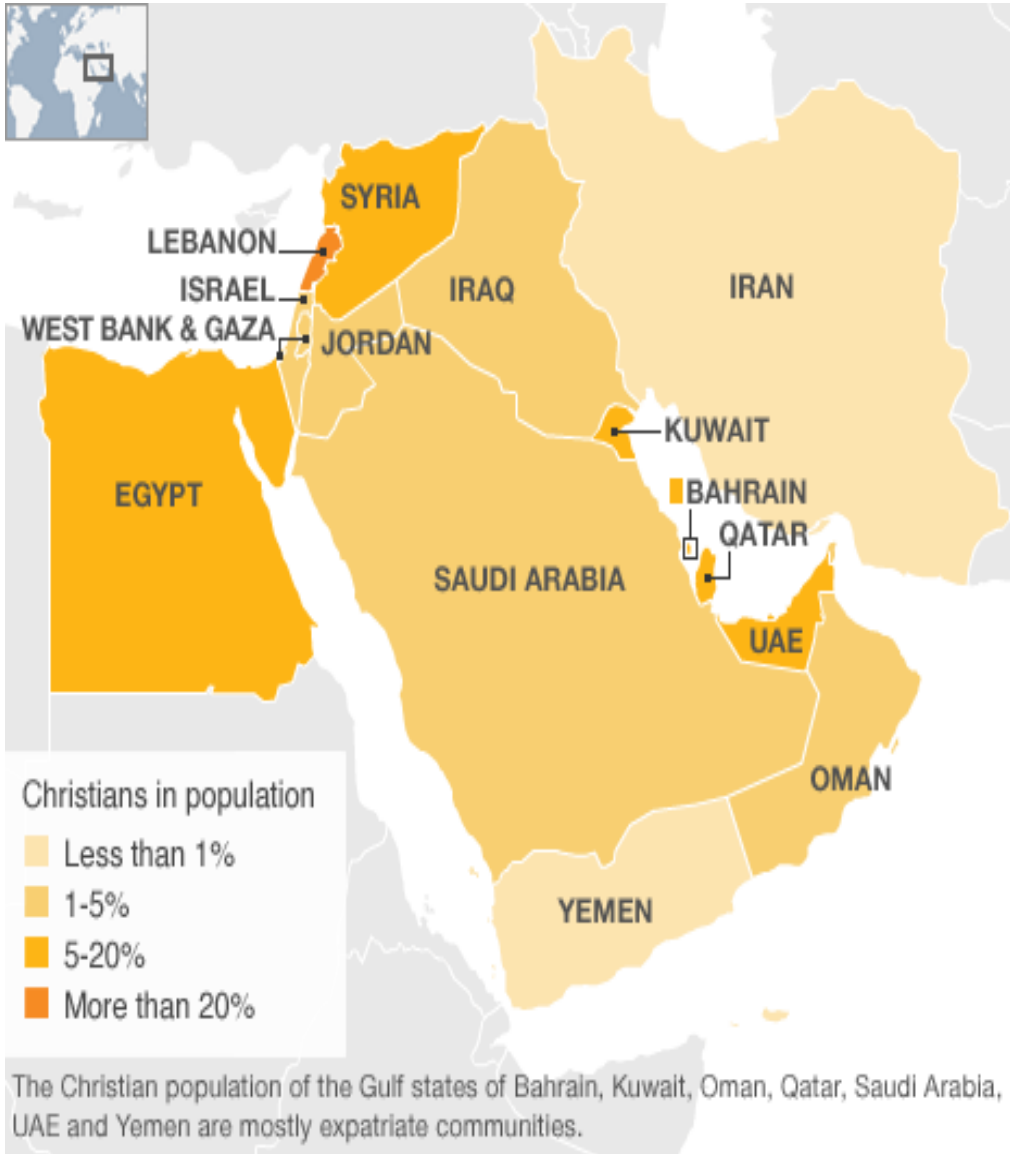 SYRIA
LEBANON
ISRAEL
IRAQ
IRAN
WEST BANK & GAZA
JORDAN
KUWAIT
BAHRAIN
EGYPT
QATAR
SAUDI ARABIA
UAE
OMAN
YEMEN
Christians in population
Less than 1%
1-5%
5-20%
More than 20%
The Christian population of the Gulf states of Bahrain, Kuwait, Oman, Qatar, Saudi Arabia,
UAE and Yemen are mostly expatriate communities.